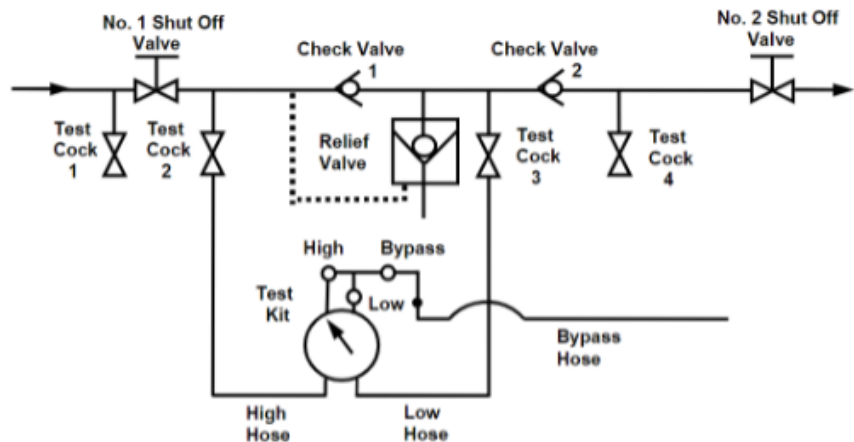 No. 1 Shut Off
Valve
No. 2 Shut Off
Valve
Check Valve
1
Check Valve
2
Test
Cock
1
Test
Cock
2
Relief
Valve
Test
Cock
3
Test
Cock
4
High
Bypass
Test
Kit
Low
Bypass
Hose
High
Hose
Low
Hose